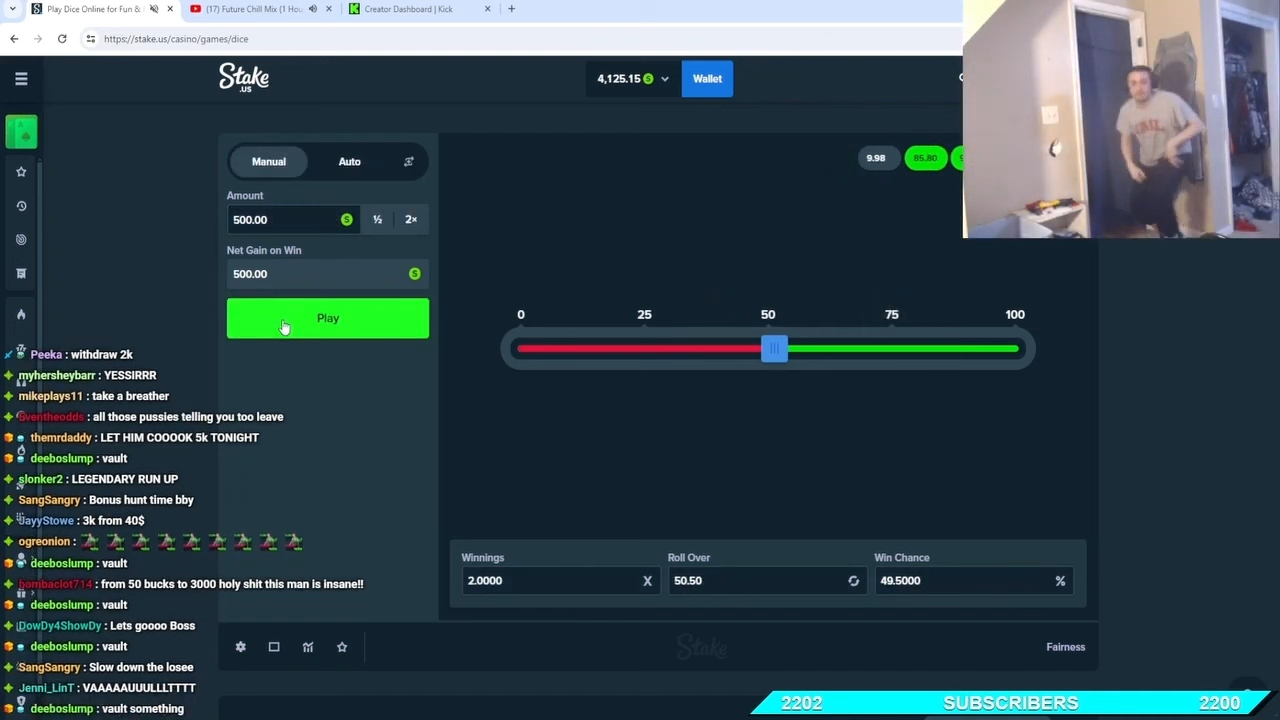 Play Dice Online for Fun &
(17) Future Chill Mix (1 Hou
Creator Dashboard | Kick
https://stake.us/casino/games/dice
Stake
.US
4,125.15
Wallet
Manual
Auto
9.98
85.80
Amount
500.00
½
2×
Net Gain on Win
500.00
Play
0
25
50
75
100
Peeka : withdraw 2k
myhersheybarr : YESSIRRR
mikeplays11 : take a breather
: all those pussies telling you too leave
themrdaddy : LET HIM COOOOK 5k TONIGHT
deeboslump : vault
slonker2 : LEGENDARY RUN UP
SangSangry : Bonus hunt time bby
JayyStowe : 3k from 40$
ogreonion :
deeboslump : vault
bombaclot714 : from 50 bucks to 3000 holy shit this man is insane!!
deeboslump : vault
DowDy4ShowDy : Lets goooo Boss
deeboslump : vault
SangSangry : Slow down the losee
Jenni_LinT : VAAAAAUUULLLTTTT
deeboslump : vault something
Winnings
2.0000
X
Roll Over
50.50
Win Chance
49.5000
%
Stake
Fairness
2202
SUBSCRIBERS
2200